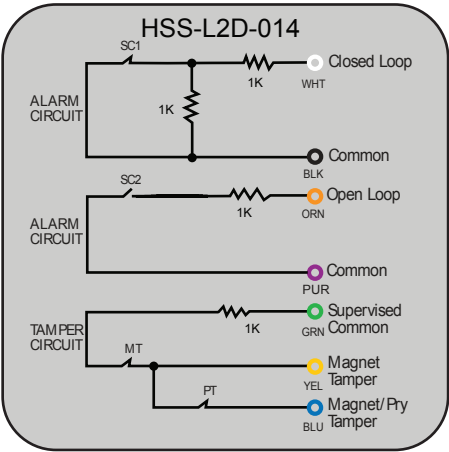 HSS-L2D-014
SC1
Closed Loop
1K
WHT
ALARM
CIRCUIT
1K
Common
BLK
SC2
Open Loop
1K
ORN
ALARM
CIRCUIT
Common
PUR
Supervised
Common
1K
GRN
TAMPER
CIRCUIT
MT
Magnet
Tamper
YEL
PT
Magnet/Pry
Tamper
BLU